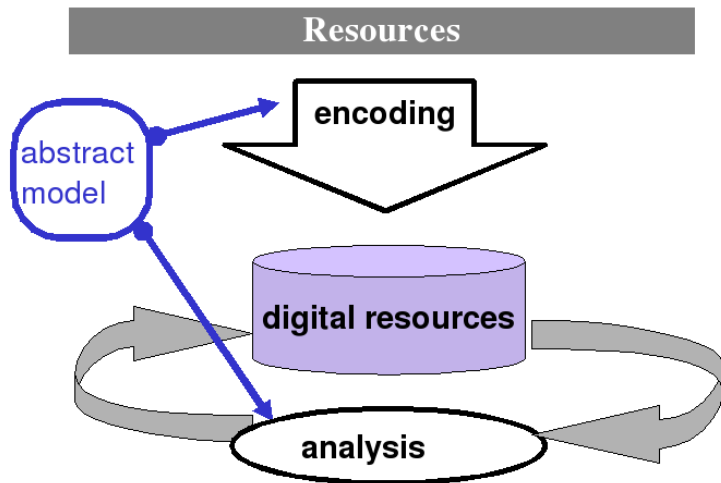 Resources
encoding
abstract
model
digital resources
analysis